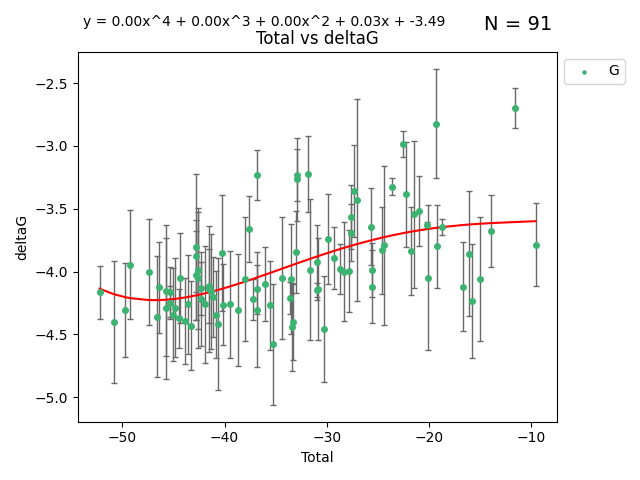 y = 0.00x^4 + 0.00x^3 + 0.00x^2 + 0.03x + -3.49
N = 91
Total vs deltaG
G
−2.5
−3.0
−3.5
−4.0
−4.5
−5.0
deltaG
−50 −40 −30 −20 −10
Total